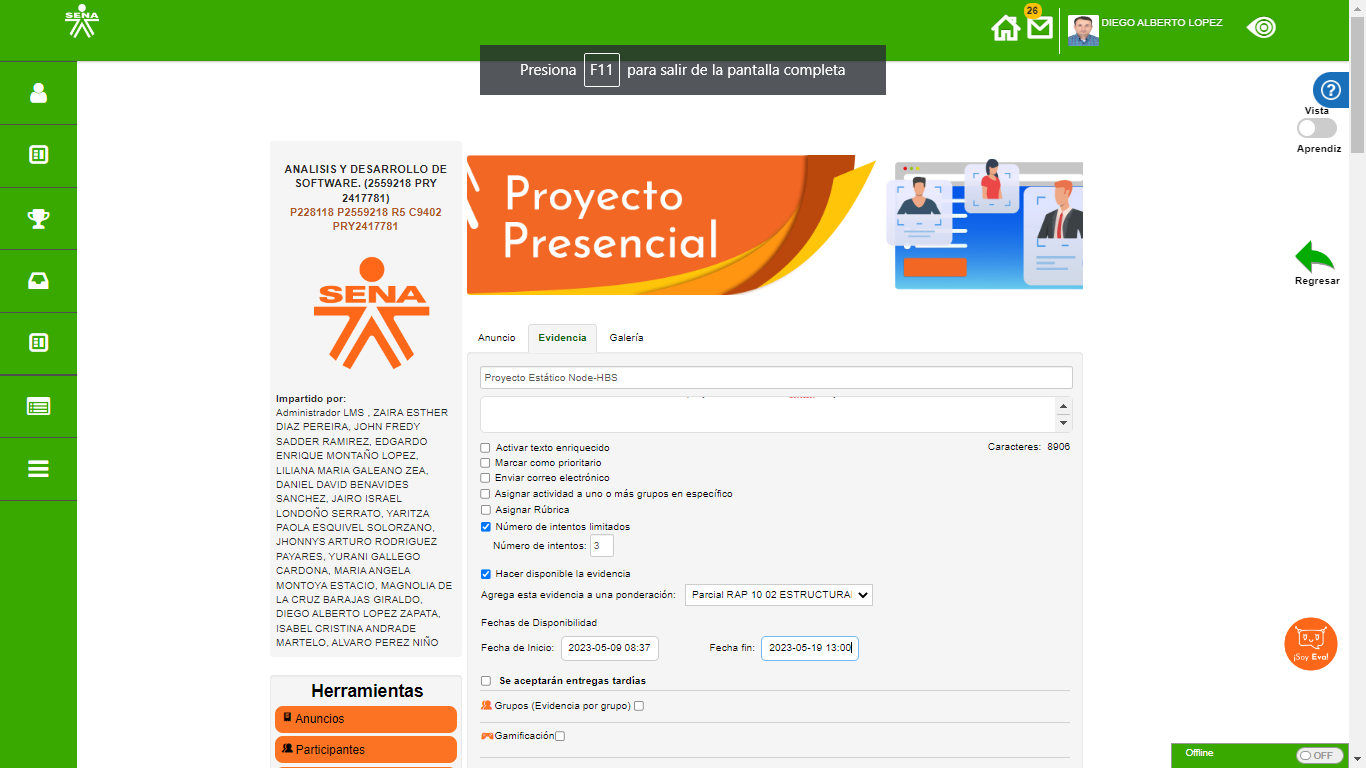 SENA
26
DIEGO ALBERTO LOPEZ
Presiona F11 para salir de la pantalla completa
Vista
Aprendiz
Regresar
ANALISIS Y DESARROLLO DE
SOFTWARE. (2559218 PRY
2417781)
P228118 P2559218 R5 C9402
PRY2417781
SENA
Impartido por:
Administrador LMS , ZAIRA ESTHER
DIAZ PEREIRA, JOHN FREDY
SADDER RAMIREZ, EDGARDO
ENRIQUE MONTAÑO LOPEZ,
LILIANA MARIA GALEANO ZEA,
DANIEL DAVID BENAVIDES
SANCHEZ, JAIRO ISRAEL
LONDOÑO SERRATO, YARITZA
PAOLA ESQUIVEL SOLORZANO,
JHONNYS ARTURO RODRIGUEZ
PAYARES, YURANI GALLEGO
CARDONA, MARIA ANGELA
MONTOYA ESTACIO, MAGNOLIA DE
LA CRUZ BARAJAS GIRALDO,
DIEGO ALBERTO LOPEZ ZAPATA,
ISABEL CRISTINA ANDRADE
MARTELO, ALVARO PEREZ NIÑO
Herramientas
Anuncios
Participantes
Proyecto
Presencial
Anuncio Evidencia Galería
Proyecto Estático Node-HBS
Activar texto enriquecido Caracteres: 8906
Marcar como prioritario
Enviar correo electrónico
Asignar actividad a uno o más grupos en específico
Asignar Rúbrica
Número de intentos limitados
Número de intentos: 3
Hacer disponible la evidencia
Agrega esta evidencia a una ponderación: Parcial RAP 10 02 ESTRUCTURA
Fechas de Disponibilidad
Fecha de Inicio: 2023-05-09 08:37 Fecha fin: 2023-05-19 13:00
Se aceptarán entregas tardías
Grupos (Evidencia por grupo)
Gamificación
¡Soy Evo!
Offline OFF